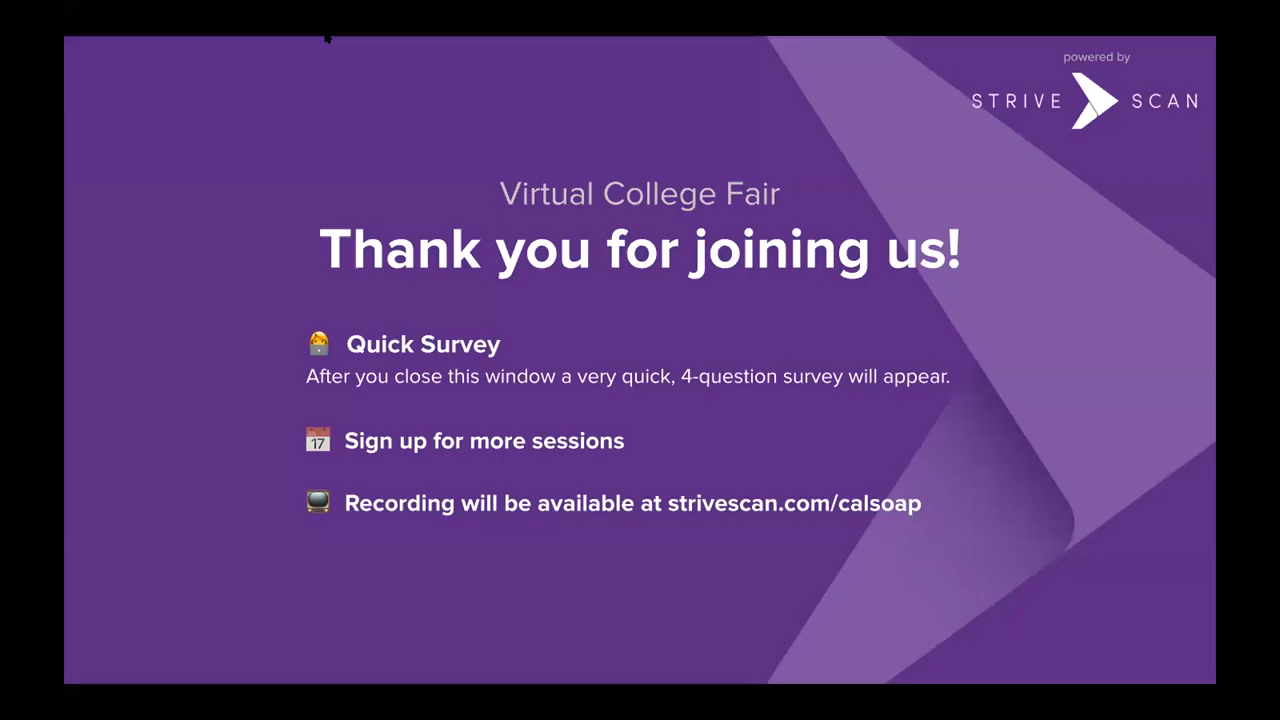 powered by
STRIVE SCAN
Virtual College Fair
Thank you for joining us!
Quick Survey
After you close this window a very quick, 4-question survey will appear.
17
Sign up for more sessions
Recording will be available at strivescan.com/calsoap